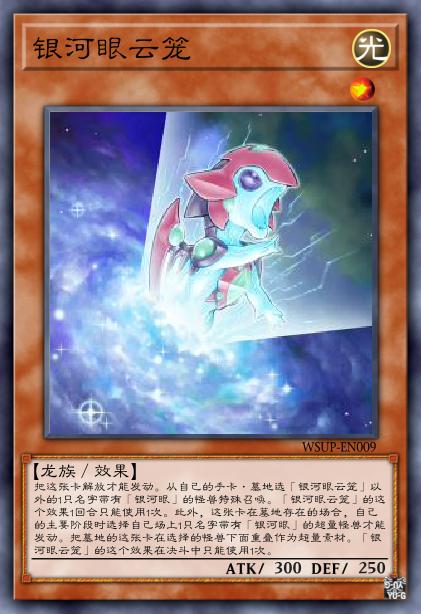 银河眼云笼
光
WSUP-EN009
【龙族／效果】
把这张卡解放才能发动。从自己的手卡·墓地选「银河眼云笼」以
外的1只名字带有「银河眼」的怪兽特殊召唤。「银河眼云笼」的这
个效果1回合只能使用1次。此外，这张卡在墓地存在的场合，自己
的主要阶段时选择自己场上1只名字带有「银河眼」的超量怪兽才能
发动。把墓地的这张卡在选择的怪兽下面重叠作为超量素材。「银
河眼云笼」的这个效果在决斗中只能使用1次。
ATK/ 300 DEF/ 250